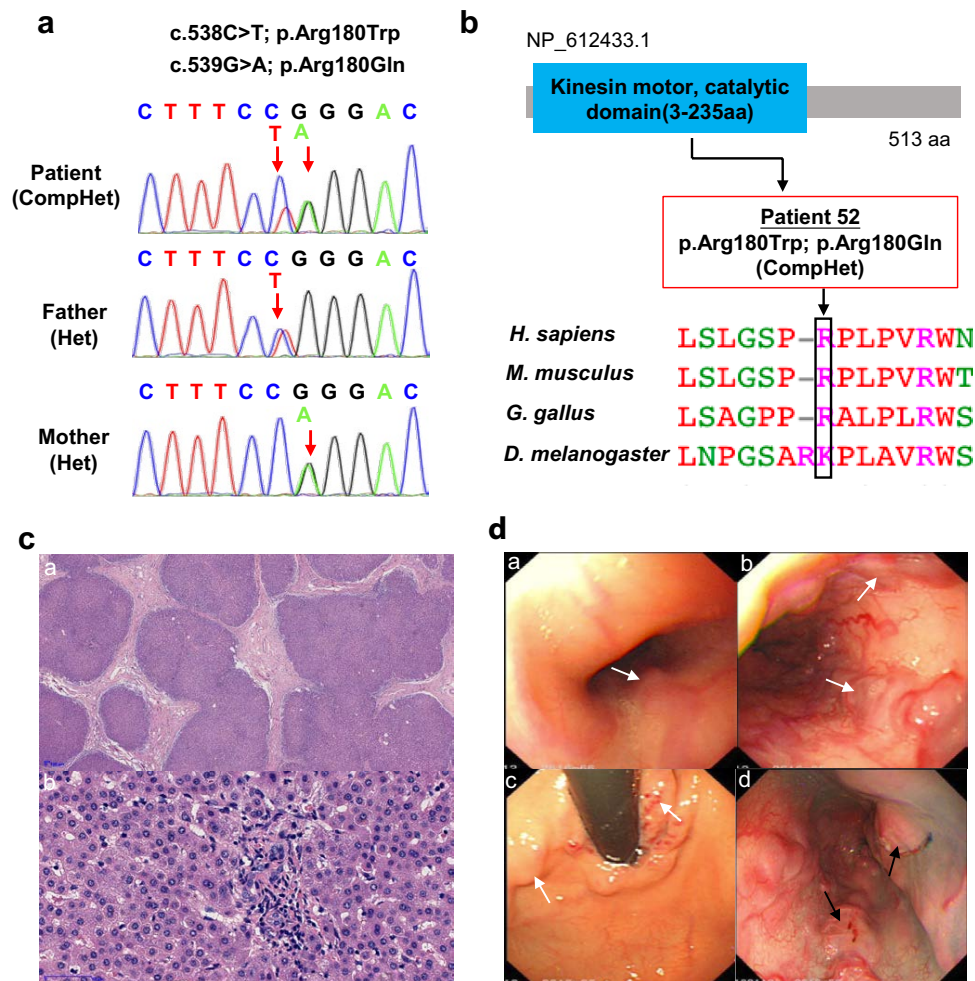 a
c.538C>T; p.Arg180Trp
c.539G>A; p.Arg180Gln
C T T T C C G G G A C
T A
Patient
(CompHet)
C T T T C C G G G A C
T
Father
(Het)
C T T T C C G G G A C
A
Mother
(Het)
b
NP_612433.1
Kinesin motor, catalytic
domain(3-235aa)
513 aa
Patient 52
p.Arg180Trp; p.Arg180Gln
(CompHet)
H. sapiens LSLGSP-RPLPVRWN
M. musculus LSLGSP-RPLPVRWT
G. gallus LSAGPP-RALPLRWS
D. melanogaster LNPGSARKPLAVRWS
c
a
b
d
a
b
c
d